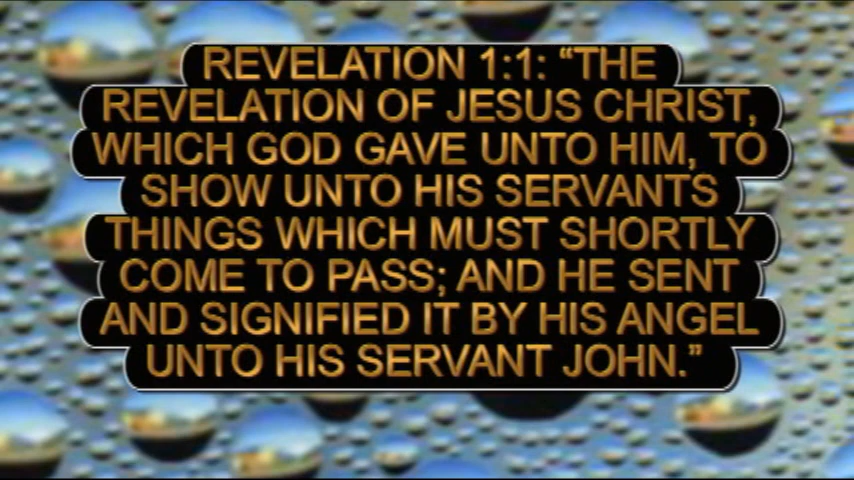 REVELATION 1:1: “THE
REVELATION OF JESUS CHRIST,
WHICH GOD GAVE UNTO HIM, TO
SHOW UNTO HIS SERVANTS
THINGS WHICH MUST SHORTLY
COME TO PASS; AND HE SENT
AND SIGNIFIED IT BY HIS ANGEL
UNTO HIS SERVANT JOHN.”